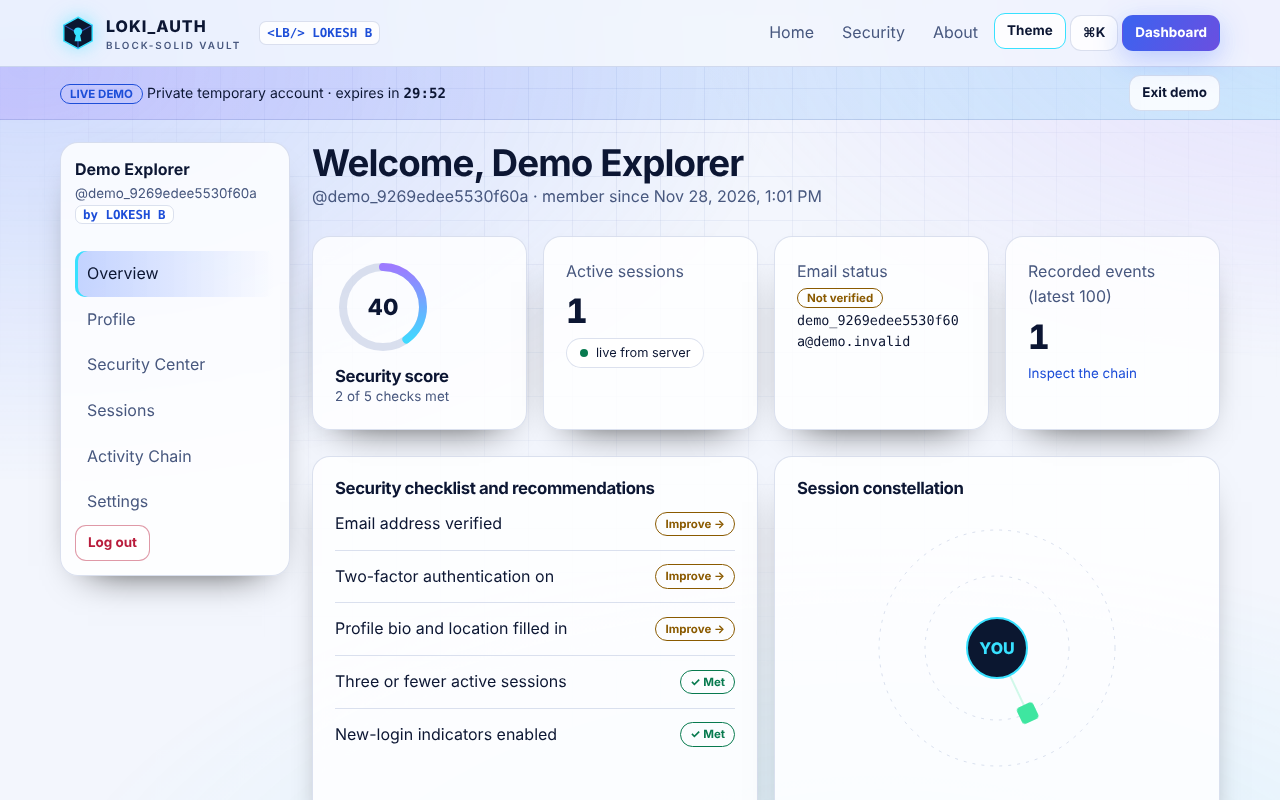 LOKI_AUTH
BLOCK-SOLID VAULT
<LB/> LOKESH B
Home
Security
About
Theme
⌘K
Dashboard
LIVE DEMO Private temporary account · expires in 29:52
Exit demo
Demo Explorer
@demo_9269edee5530f60a
by LOKESH B
Overview
Profile
Security Center
Sessions
Activity Chain
Settings
Log out
Welcome, Demo Explorer
@demo_9269edee5530f60a · member since Nov 28, 2026, 1:01 PM
40
Security score
2 of 5 checks met
Active sessions
1
live from server
Email status
Not verified
demo_9269edee5530f60
a@demo.invalid
Recorded events
(latest 100)
1
Inspect the chain
Security checklist and recommendations
Email address verified
Improve →
Two-factor authentication on
Improve →
Profile bio and location filled in
Improve →
Three or fewer active sessions
✓ Met
New-login indicators enabled
✓ Met
Session constellation
YOU